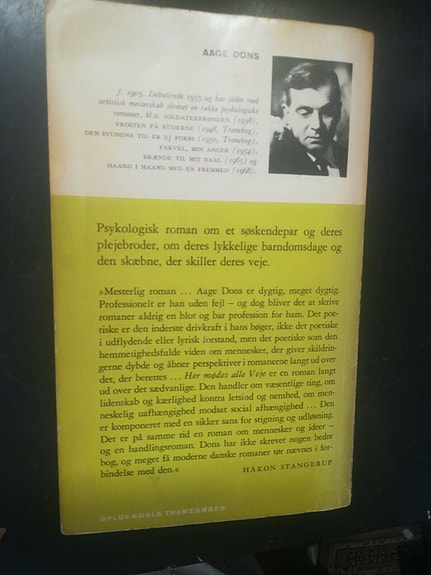 AAGE DONS
f. 1903. Debuterede 1935 og har siden med
artistisk mesterskab skrevet en række psykologiske
romaner, bl.a. SOLDATERBRØNDEN (1936),
FROSTEN PÅ RUDERNE (1948, Tranebog),
DEN SVUNDNE TID ER EJ FORBI (1950, Tranebog),
FARVEL, MIN ANGER (1954),
BRÆNDE TIL MIT BAAL (1965) og
HAAND I HAAND MED EN FREMMED (1968).
Psykologisk roman om et søskendepar og deres
plejebroder, om deres lykkelige barndomsdage og
den skæbne, der skiller deres veje.
»Mesterlig roman ... Aage Dons er dygtig, meget dygtig.
Professionelt er han uden fejl – og dog bliver det at skrive
romaner aldrig en blot og bar profession for ham. Det poe-
tiske er den inderste drivkraft i hans bøger, ikke det poetiske
i udflydende eller lyrisk forstand, men det poetiske som den
hemmelighedsfulde viden om mennesker, der giver skildrin-
gerne dybde og åbner perspektiver i romanerne langt ud over
det, der berettes ... Her mødes alle Veje er en roman langt
ud over det sædvanlige. Den handler om væsentlige ting, om
lidenskab og kærlighed kontra letsind og nemhed, om men-
neskelig uafhængighed modsat social afhængighed ... Den
er komponeret med en sikker sans for stigning og udløsning.
Det er på samme tid en roman om mennesker og ideer –
og en handlingsroman. Dons har ikke skrevet nogen bedre
bog, og meget få moderne danske romaner tør nævnes i for-
bindelse med den.« HAKON STANGERUP
GYLDENDALS TRANEBØGER